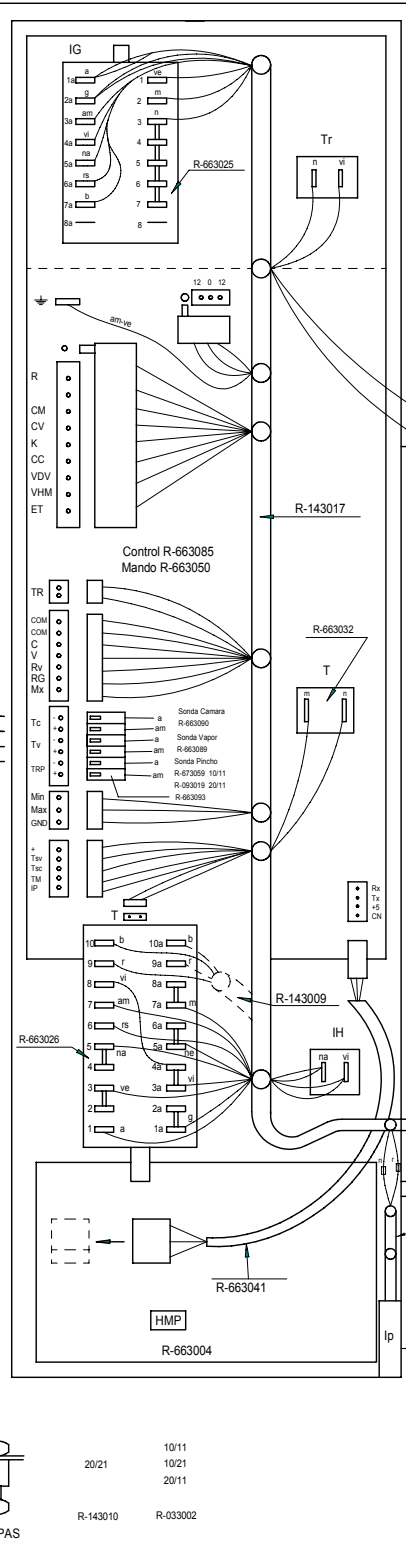 IG
a
1a
g
2a
am
3a
vi
4a
na
5a
rs
6a
b
7a
8a
ve
1
m
2
n
3
4
5
6
7
8
R-663025
Tr
n vi
12 0 12
am-ve
R
CM
CV
K
CC
VDV
VHM
ET
R-143017
Control R-663085
Mando R-663050
TR
COM
COM
C
V
Rv
RG
Mx
R-663032
T
m n
Tc
Tv
TRP
-
+
-
+
-
+
a Sonda Camara
am R-663090
a Sonda Vapor
am R-663089
a Sonda Pincho
am R-673059 10/11
R-093019 20/11
R-663093
Min
Max
GND
+
Tsv
Tsc
TM
IP
Rx
Tx
+5
CN
T
10 b 10a b
9 r 9a r
8 vi 8a
7 am 7a m
6 rs 6a
5 na 5a ne
4 4a
3 ve 3a vi
2 2a g
1 a 1a
R-663026
R-143009
IH
na vi
n r
R-663041
HMP
R-663004
Ip
10/11
20/21 10/21
20/11
R-143010 R-033002
PAS